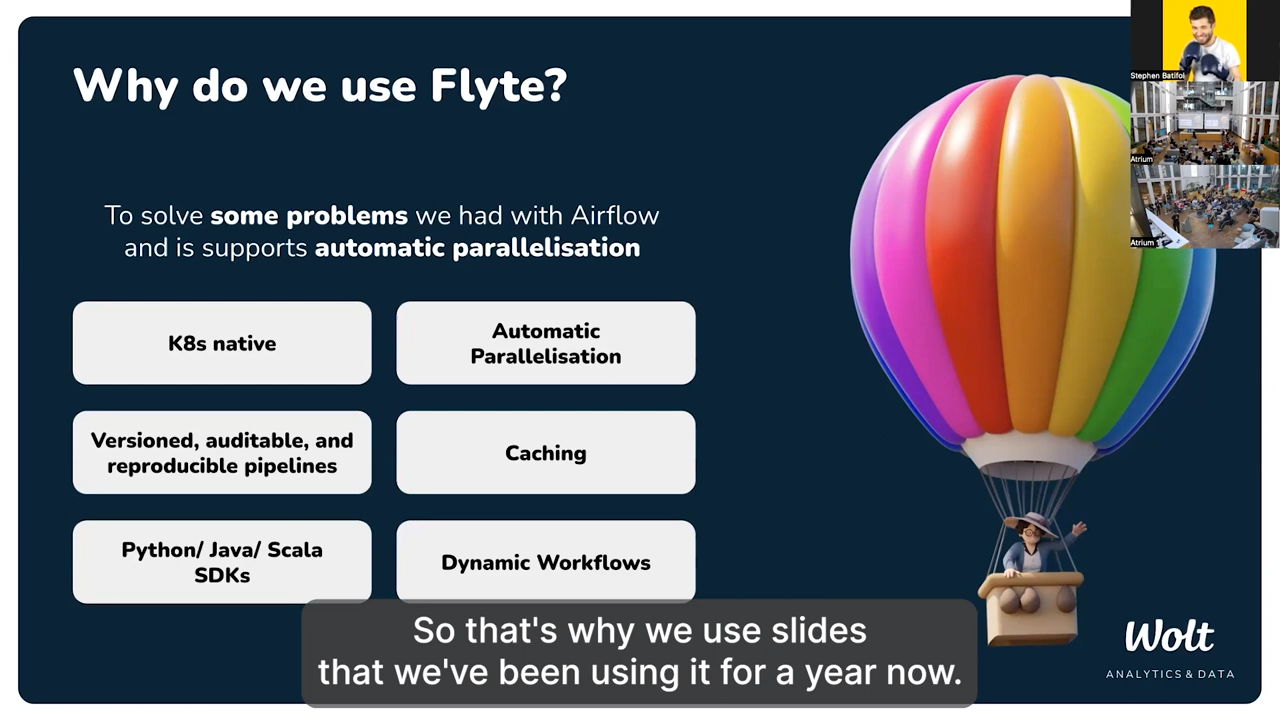 Why do we use Flyte?
To solve some problems we had with Airflow
and is supports automatic parallelisation
K8s native
Automatic
Parallelisation
Versioned, auditable, and
reproducible pipelines
Caching
Python/ Java/ Scala
SDKs
Dynamic Workflows
So that's why we use slides
that we've been using it for a year now.
Wolt
ANALYTICS & DATA
Stephen Batifol
Atrium
Atrium